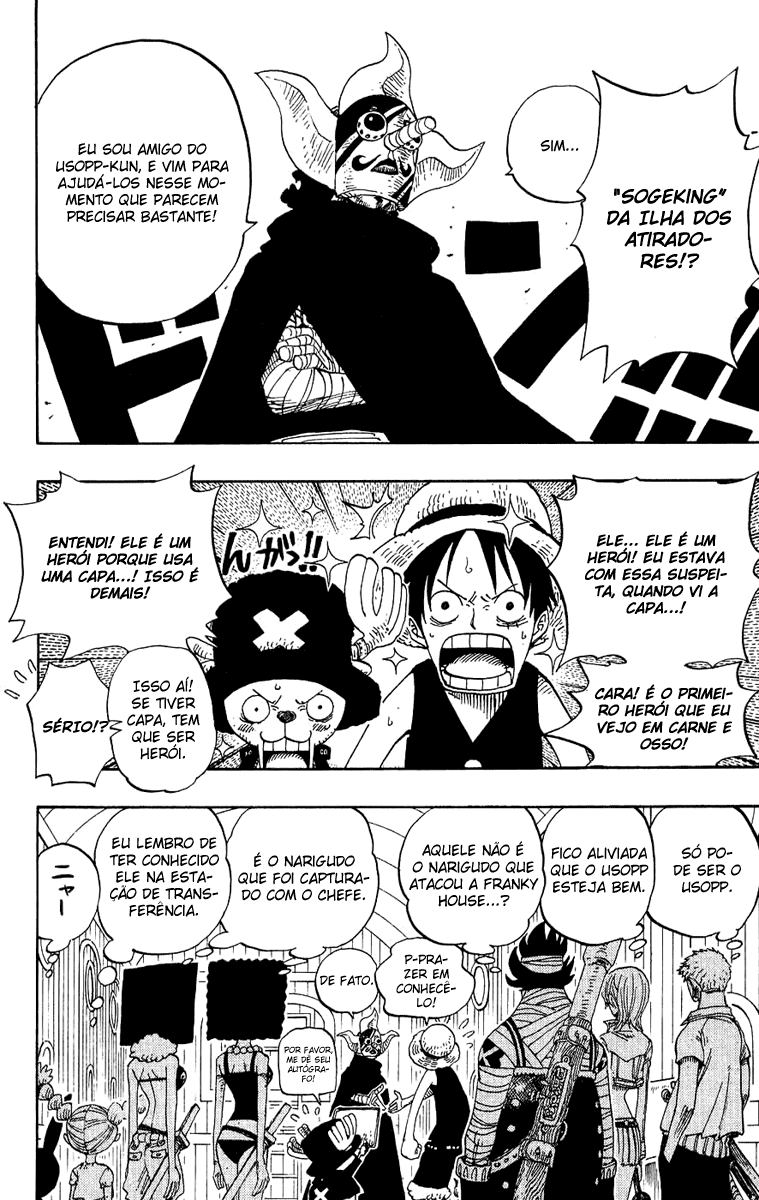 "SOGEKING"
DA ILHA DOS
ATIRADO-
RES!?
SIM...
EU SOU AMIGO DO
USOPP-KUN, E VIM PARA
AJUDÁ-LOS NESSE MO-
MENTO QUE PARECEM
PRECISAR BASTANTE!
ELE... ELE É UM
HERÓI! EU ESTAVA
COM ESSA SUSPEI-
TA, QUANDO VI A
CAPA...!
CARA! É O PRIMEI-
RO HERÓI QUE EU
VEJO EM CARNE E
OSSO!
んがっ!!
ENTENDI! ELE É UM
HERÓI PORQUE USA
UMA CAPA...! ISSO É
DEMAIS!
ISSO AÍ!
SE TIVER
CAPA, TEM
QUE SER
HERÓI.
SÉRIO!?
SÓ PO-
DE SER O
USOPP.
FICO ALIVIADA
QUE O USOPP
ESTEJA BEM.
AQUELE NÃO É
O NARIGUDO QUE
ATACOU A FRANKY
HOUSE...?
É O NARIGUDO
QUE FOI CAPTURA-
DO COM O CHEFE.
EU LEMBRO DE
TER CONHECIDO
ELE NA ESTA-
ÇÃO DE TRANS-
FERÊNCIA.
ニャー
P-PRA-
ZER EM
CONHECÊ-
LO!
DE FATO.
POR FAVOR,
ME DÊ SEU
AUTÓGRA-
FO!